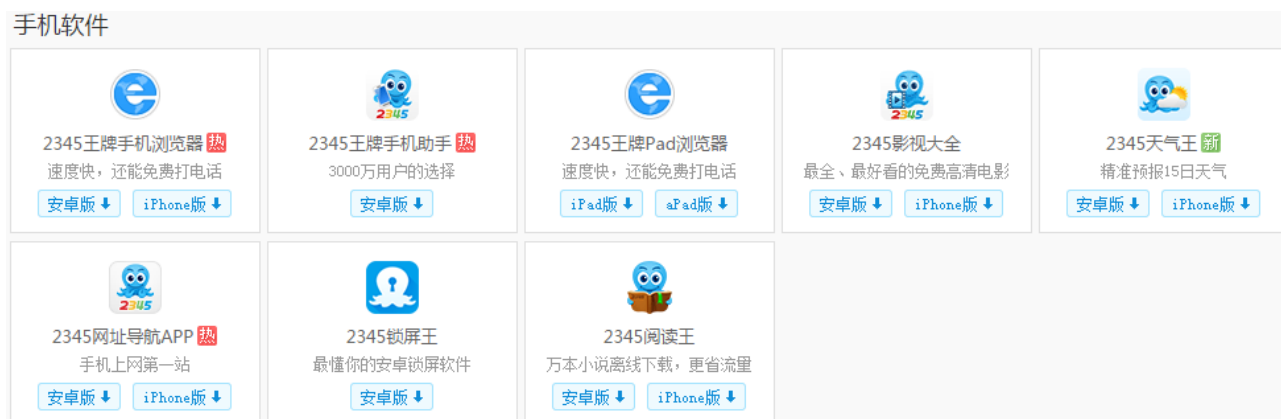 手机软件
2345王牌手机浏览器 热
速度快，还能免费打电话
安卓版 iPhone版
2345
2345王牌手机助手 热
3000万用户的选择
安卓版
2345王牌Pad浏览器
速度快，还能免费打电话
iPad版 aPad版
2345
2345影视大全
最全、最好看的免费高清电影
安卓版 iPhone版
2345天气王 新
精准预报15日天气
安卓版 iPhone版
2345
2345网址导航APP 热
手机上网第一站
安卓版 iPhone版
2345锁屏王
最懂你的安卓锁屏软件
安卓版
2345阅读王
万本小说离线下载，更省流量
安卓版 iPhone版